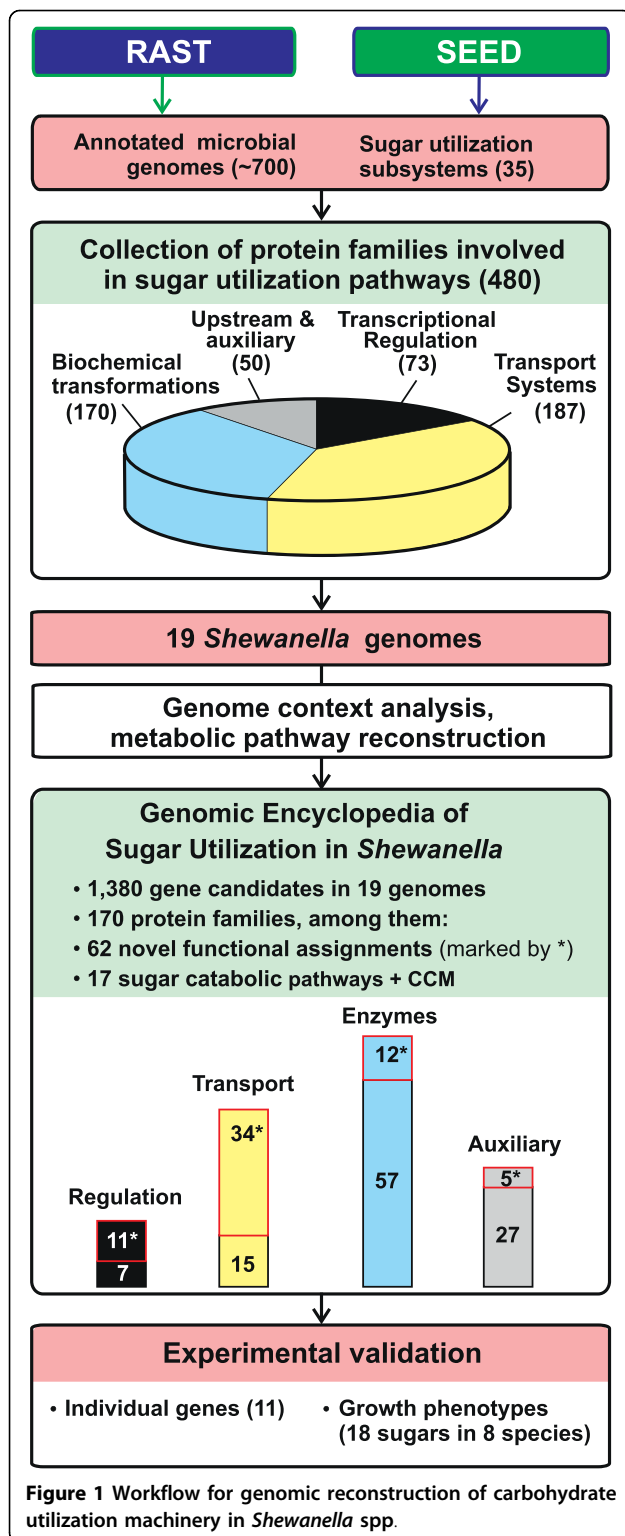 RAST
SEED
Annotated microbial
genomes (~700)
Sugar utilization
subsystems (35)
Collection of protein families involved
in sugar utilization pathways (480)
Upstream &
auxiliary
(50)
Transcriptional
Regulation
(73)
Biochemical
transformations
(170)
Transport
Systems
(187)
19 Shewanella genomes
Genome context analysis,
metabolic pathway reconstruction
Genomic Encyclopedia of
Sugar Utilization in Shewanella
• 1,380 gene candidates in 19 genomes
• 170 protein families, among them:
• 62 novel functional assignments (marked by *)
• 17 sugar catabolic pathways + CCM
Regulation
11*
7
Transport
34*
15
Enzymes
12*
57
Auxiliary
5*
27
Experimental validation
• Individual genes (11)
• Growth phenotypes
(18 sugars in 8 species)
Figure 1 Workflow for genomic reconstruction of carbohydrate
utilization machinery in Shewanella spp.